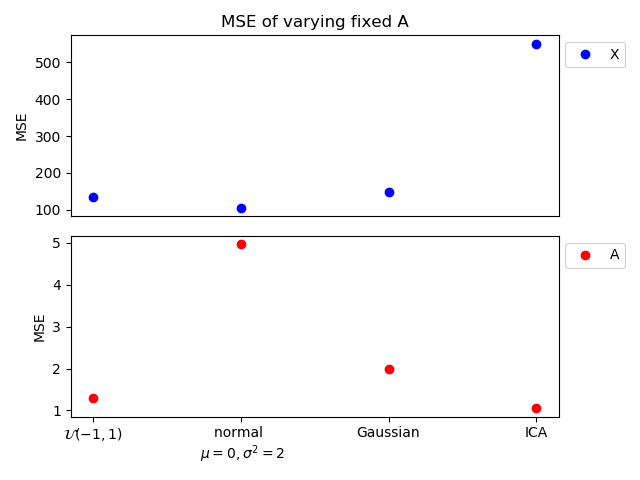 MSE of varying fixed A
500
400
300
200
100
MSE
X
5
4
3
2
1
MSE
A
𝒰(−1, 1)
normal
μ = 0, σ² = 2
Gaussian
ICA